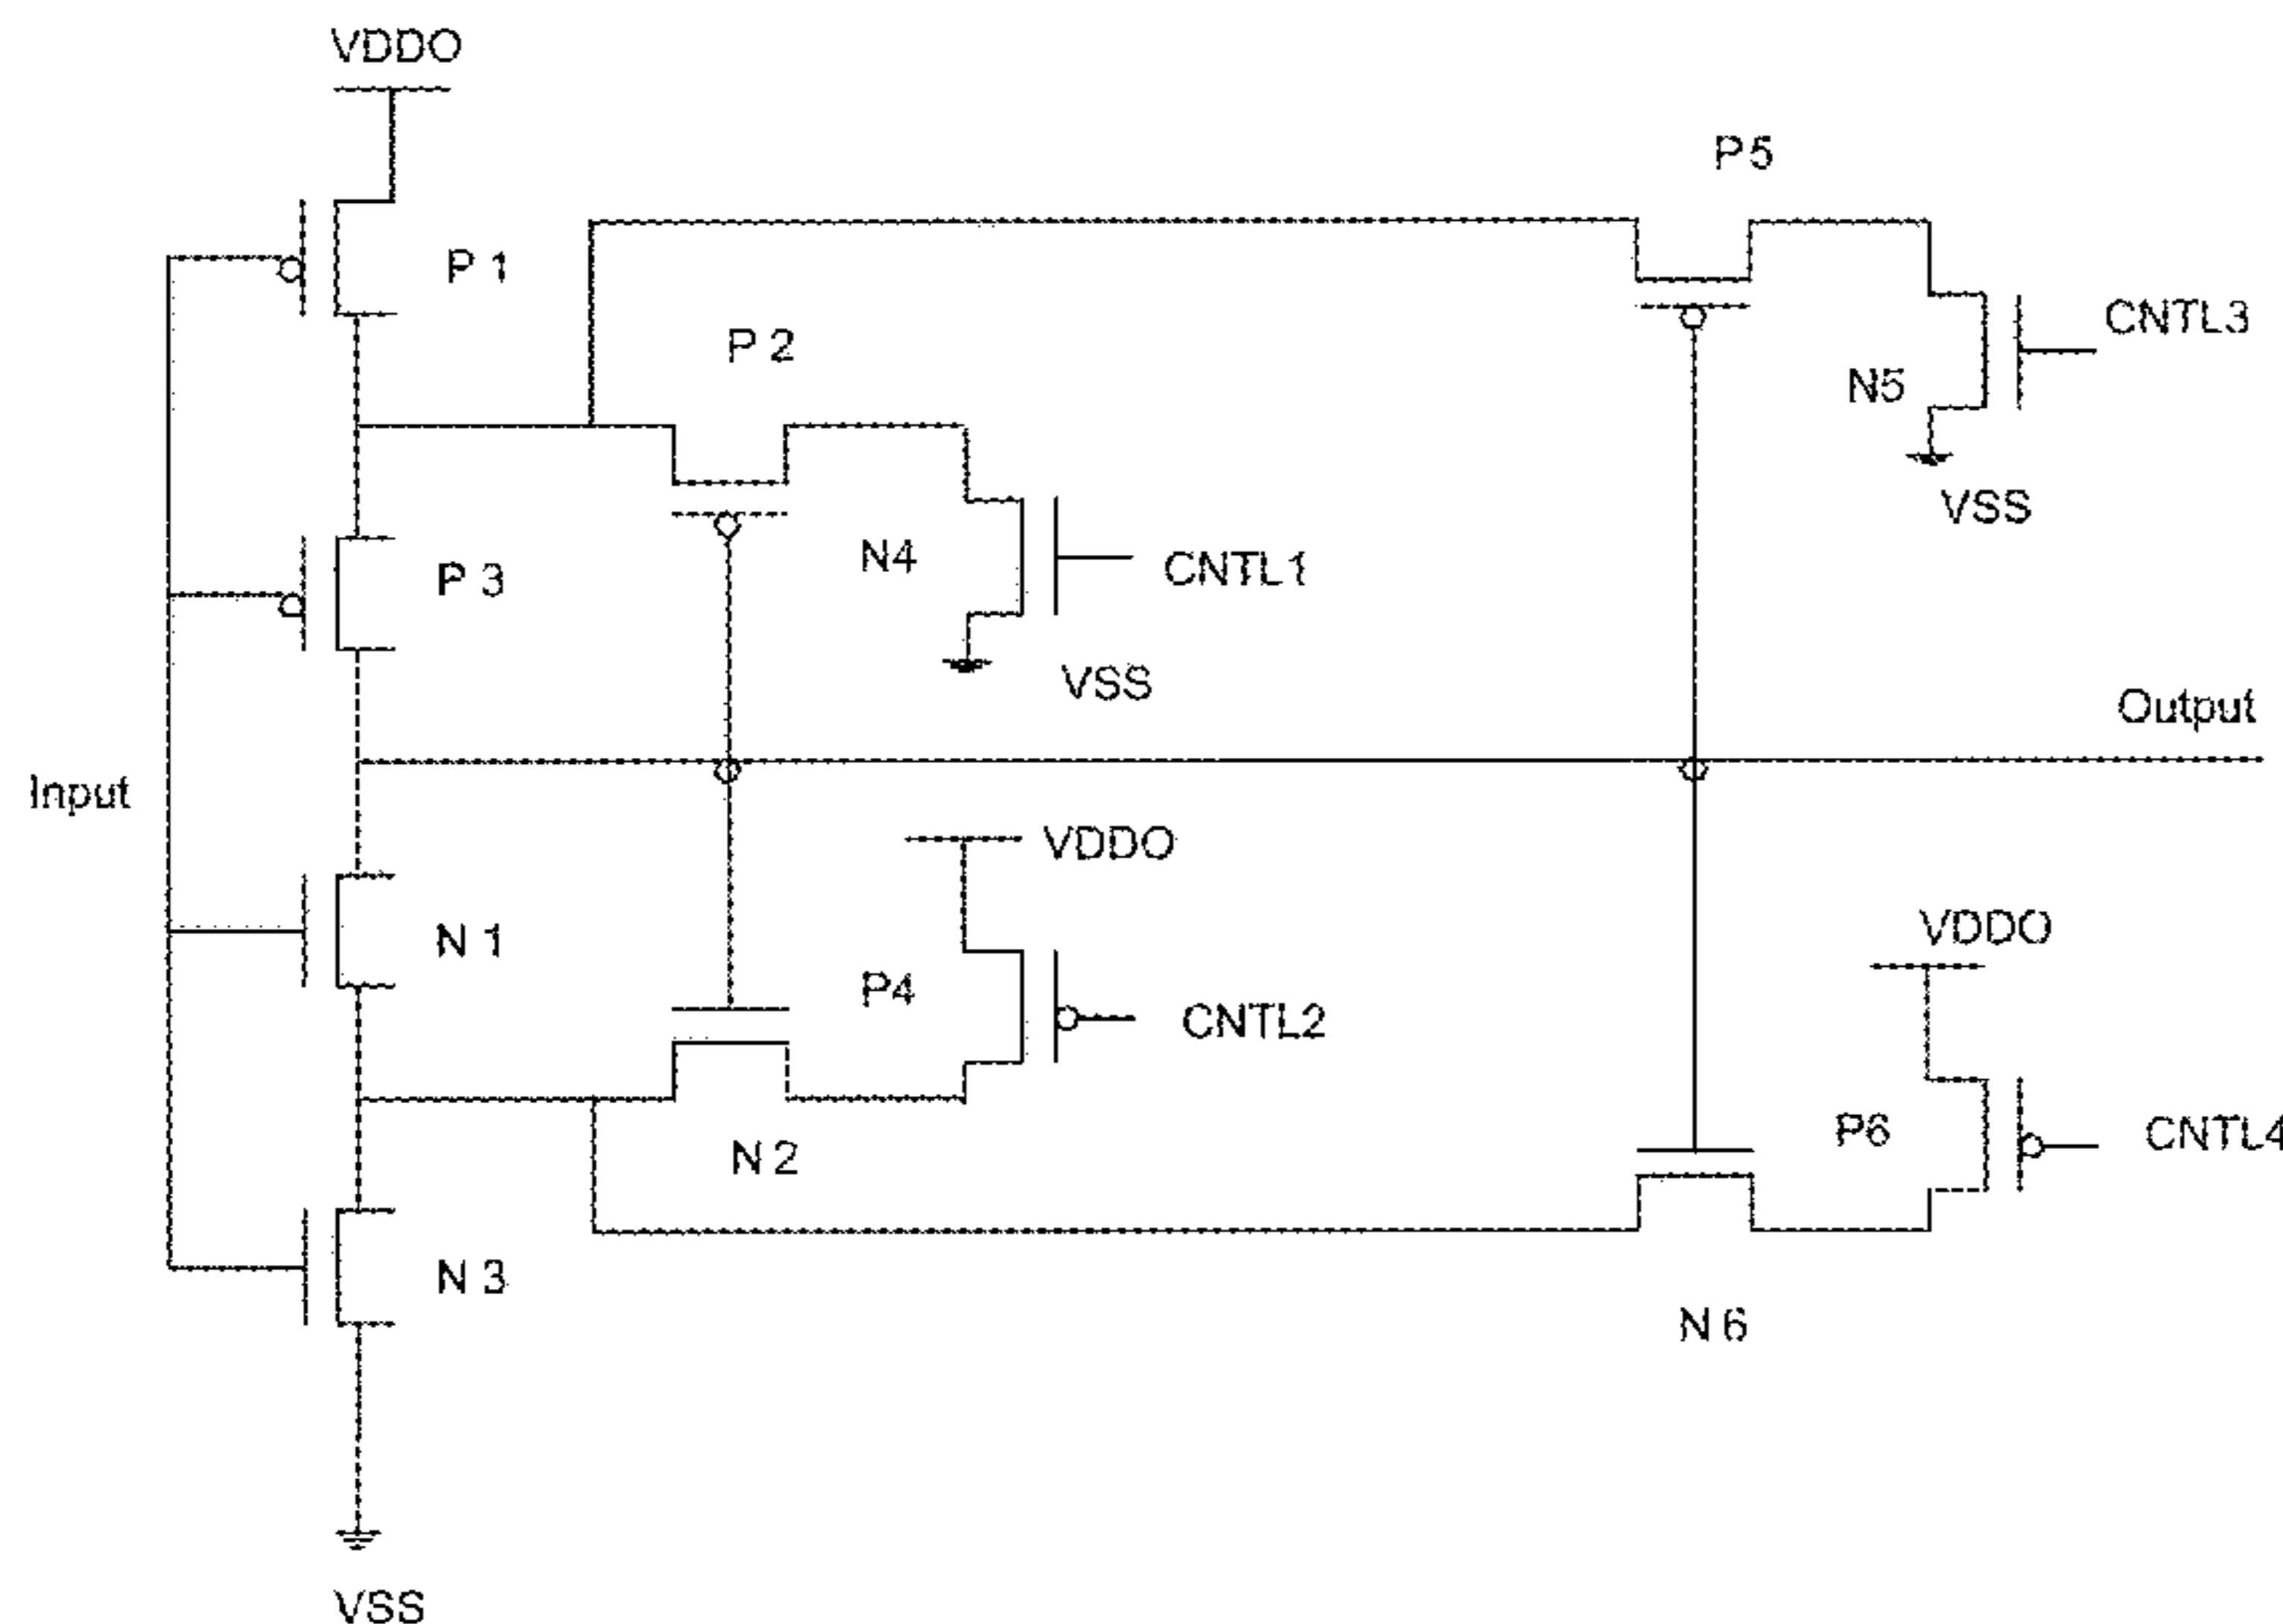 VDDO
P5
P 1
CNTL3
P 2
N5
VSS
N4
CNTL1
P 3
VSS
Output
Input
VDDO
VDDO
N 1
P4
CNTL2
P6
CNTL4
N 2
N 3
N 6
VSS